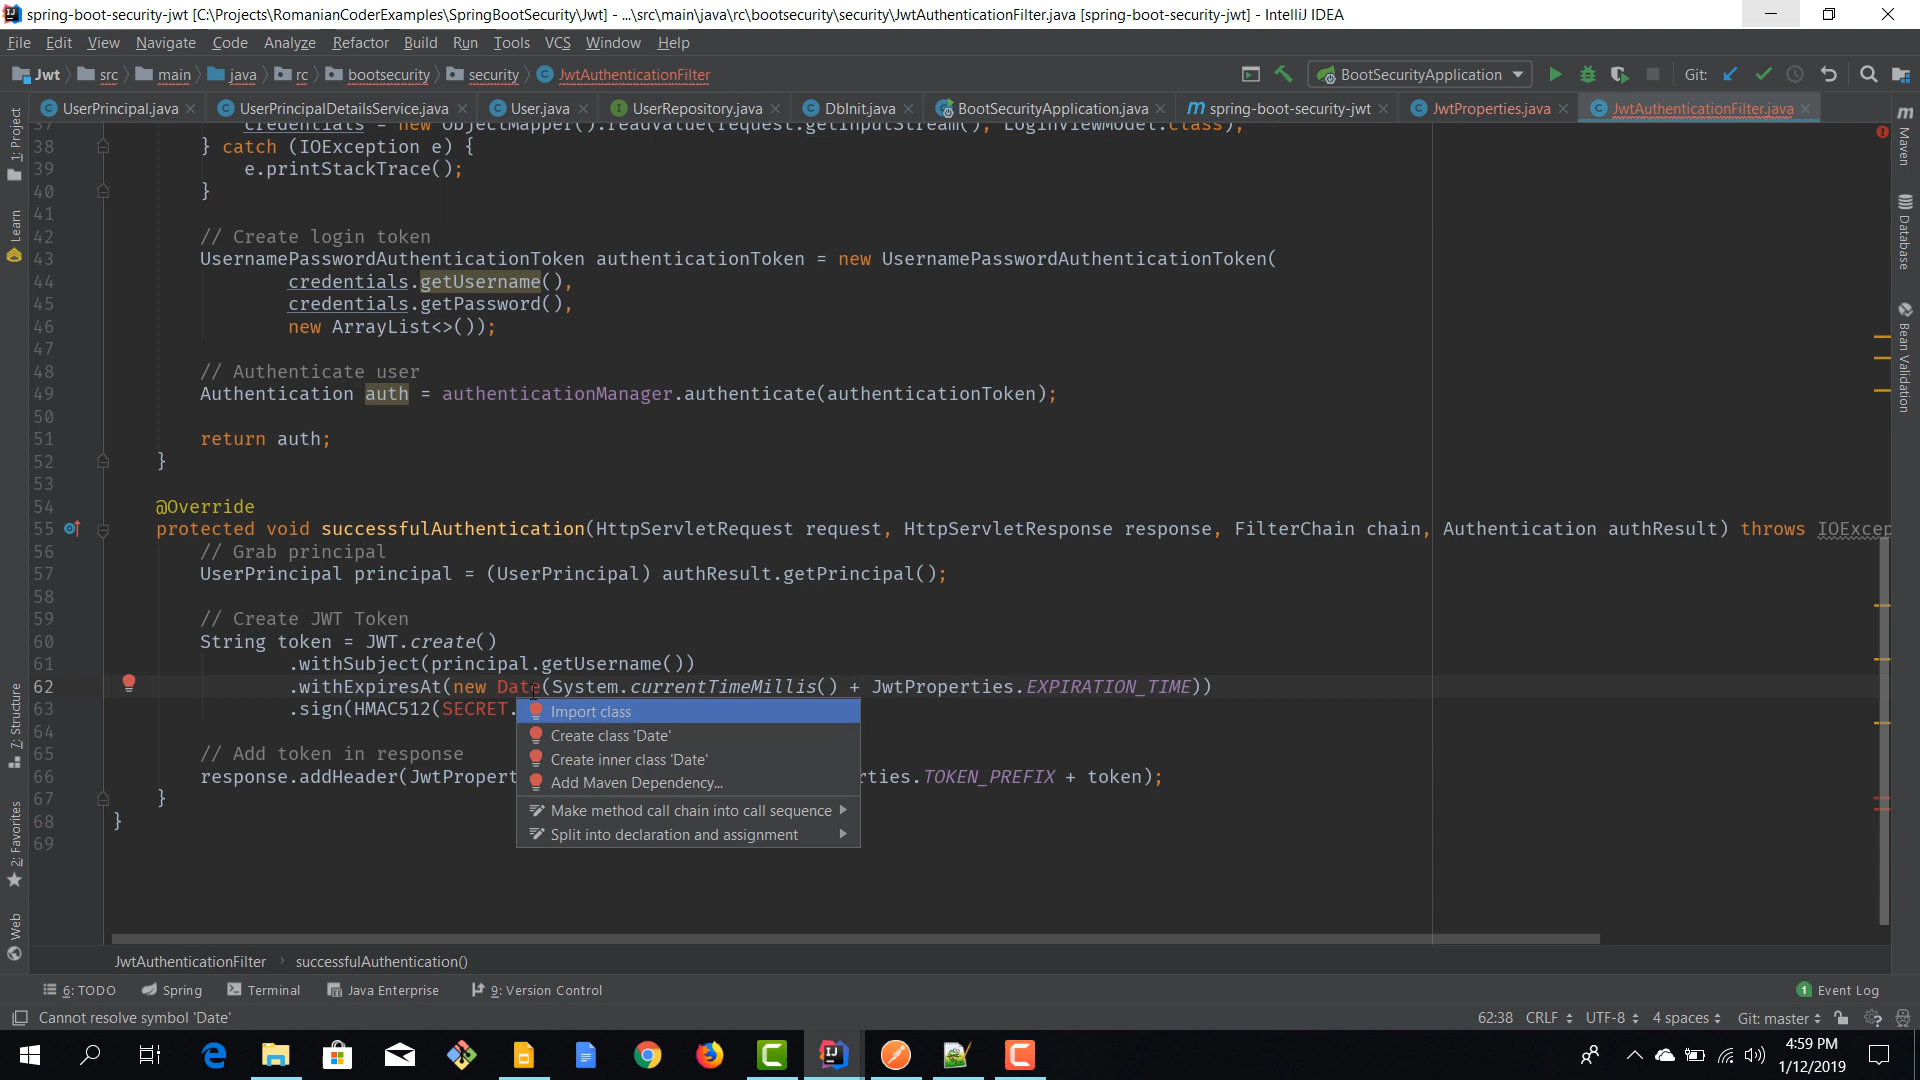 spring-boot-security-jwt [C:\Projects\RomanianCoderExamples\SpringBootSecurity\Jwt] - ...\src\main\java\rc\bootsecurity\security\JwtAuthenticationFilter.java [spring-boot-security-jwt] - IntelliJ IDEA
File Edit View Navigate Code Analyze Refactor Build Run Tools VCS Window Help
Jwt src main java rc bootsecurity security JwtAuthenticationFilter BootSecurityApplication Git:
UserPrincipal.java UserPrincipalDetailsService.java User.java UserRepository.java DbInit.java BootSecurityApplication.java spring-boot-security-jwt JwtProperties.java JwtAuthenticationFilter.java
37 credentials = new ObjectMapper().readValue(request.getInputStream(), LoginViewModel.class);
38 } catch (IOException e) {
39 e.printStackTrace();
40 }
41
42 // Create login token
43 UsernamePasswordAuthenticationToken authenticationToken = new UsernamePasswordAuthenticationToken(
44 credentials.getUsername(),
45 credentials.getPassword(),
46 new ArrayList<>());
47
48 // Authenticate user
49 Authentication auth = authenticationManager.authenticate(authenticationToken);
50
51 return auth;
52 }
53
54 @Override
55 protected void successfulAuthentication(HttpServletRequest request, HttpServletResponse response, FilterChain chain, Authentication authResult) throws IOExcep
56 // Grab principal
57 UserPrincipal principal = (UserPrincipal) authResult.getPrincipal();
58
59 // Create JWT Token
60 String token = JWT.create()
61 .withSubject(principal.getUsername())
62 .withExpiresAt(new Date(System.currentTimeMillis() + JwtProperties.EXPIRATION_TIME))
63 .sign(HMAC512(SECRET.
64
65 // Add token in response
66 response.addHeader(JwtPropert rties.TOKEN_PREFIX + token);
67 }
68 }
69
Import class
Create class 'Date'
Create inner class 'Date'
Add Maven Dependency...
Make method call chain into call sequence
Split into declaration and assignment
1: Project
Learn
7: Structure
2: Favorites
Web
m Maven
Database
Bean Validation
JwtAuthenticationFilter successfulAuthentication()
6: TODO Spring Terminal Java Enterprise 9: Version Control 1 Event Log
Cannot resolve symbol 'Date' 62:38 CRLF UTF-8 4 spaces Git: master
4:59 PM
1/12/2019